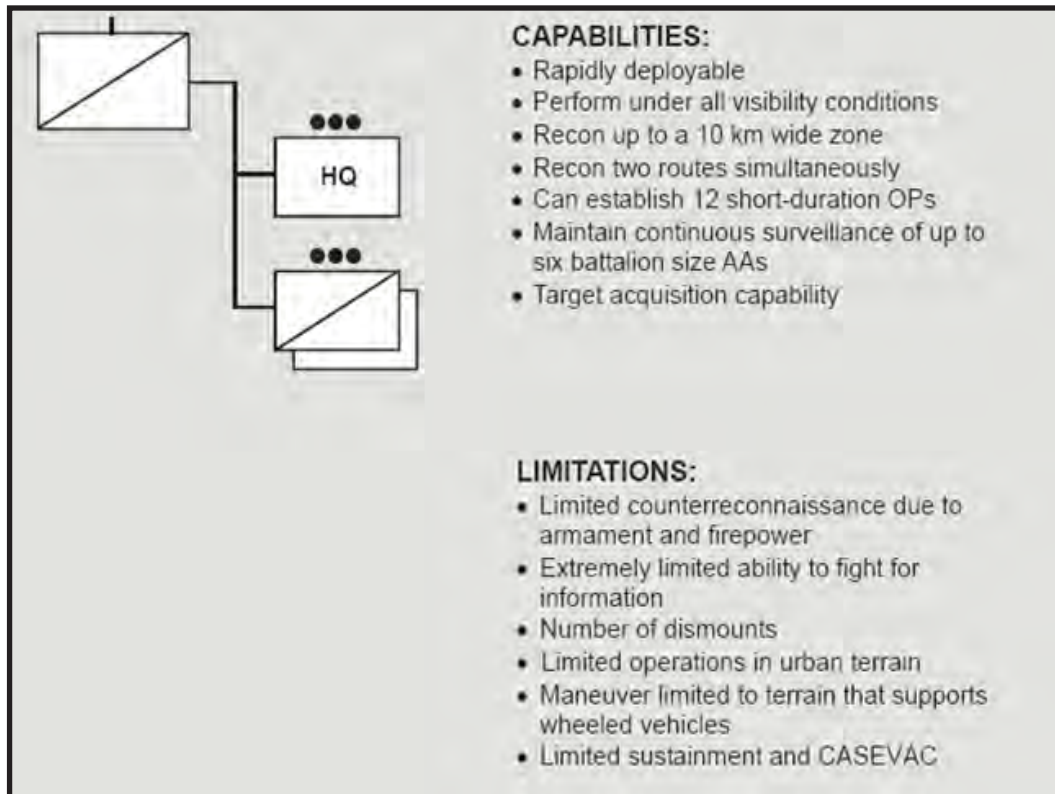 CAPABILITIES:
• Rapidly deployable
• Perform under all visibility conditions
• Recon up to a 10 km wide zone
• Recon two routes simultaneously
• Can establish 12 short-duration OPs
• Maintain continuous surveillance of up to
six battalion size AAs
• Target acquisition capability
HQ
LIMITATIONS:
• Limited counterreconnaissance due to
armament and firepower
• Extremely limited ability to fight for
information
• Number of dismounts
• Limited operations in urban terrain
• Maneuver limited to terrain that supports
wheeled vehicles
• Limited sustainment and CASEVAC